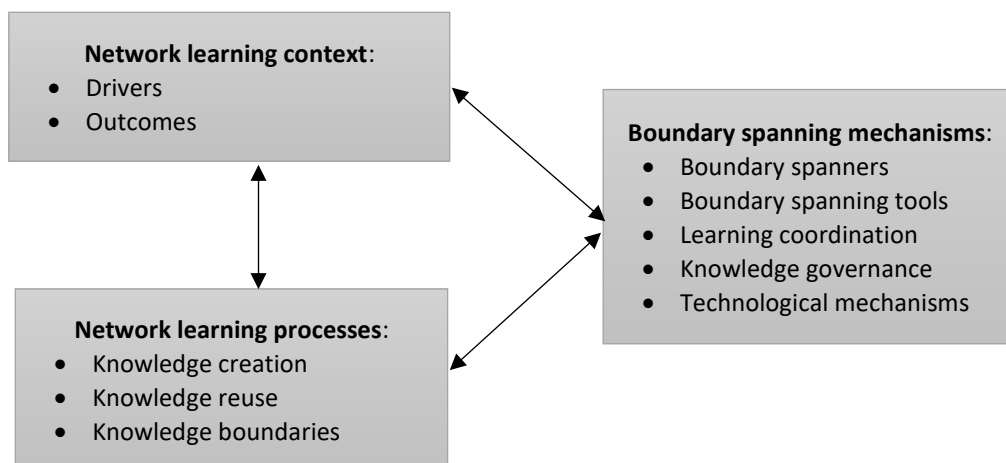 Network learning context:
• Drivers
• Outcomes
Boundary spanning mechanisms:
• Boundary spanners
• Boundary spanning tools
• Learning coordination
• Knowledge governance
• Technological mechanisms
Network learning processes:
• Knowledge creation
• Knowledge reuse
• Knowledge boundaries